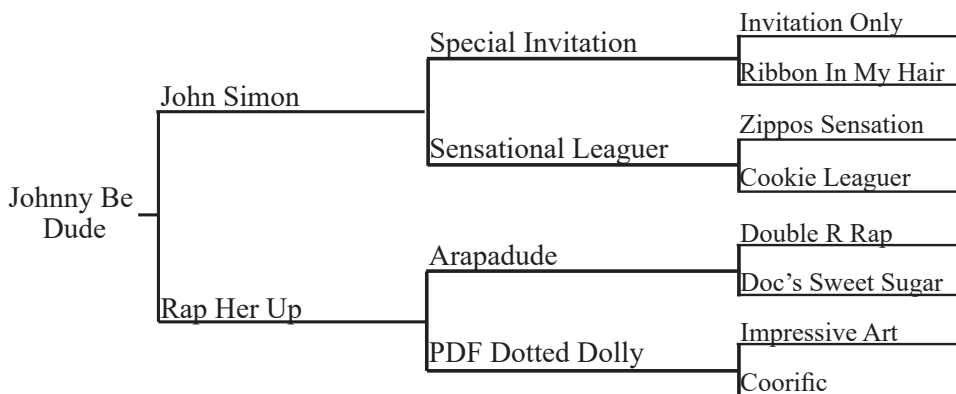 Invitation Only
Special Invitation
Ribbon In My Hair
John Simon
Zippos Sensation
Sensational Leaguer
Cookie Leaguer
Johnny Be
Dude
Double R Rap
Arapadude
Doc’s Sweet Sugar
Rap Her Up
Impressive Art
PDF Dotted Dolly
Coorific